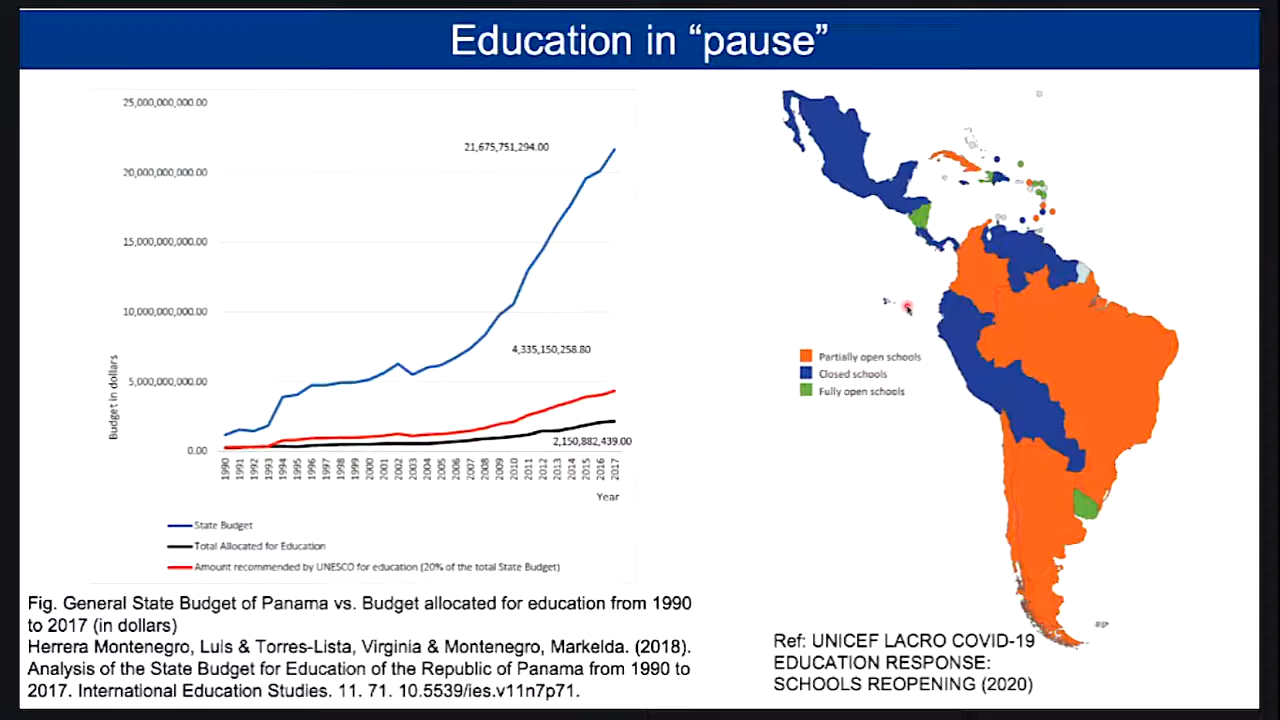 Education in “pause”
25,000,000,000.00
21,675,751,294.00
20,000,000,000.00
15,000,000,000.00
10,000,000,000.00
4,335,150,258.80
5,000,000,000.00
Budget in dollars
2,150,882,439.00
0.00
1990 1991 1992 1993 1994 1995 1996 1997 1998 1999 2000 2001 2002 2003 2004 2005 2006 2007 2008 2009 2010 2011 2012 2013 2014 2015 2016 2017
Year
State Budget
Total Allocated for Education
Amount recommended by UNESCO for education (20% of the total State Budget)
Fig. General State Budget of Panama vs. Budget allocated for education from 1990
to 2017 (in dollars)
Herrera Montenegro, Luis & Torres-Lista, Virginia & Montenegro, Markelda. (2018).
Analysis of the State Budget for Education of the Republic of Panama from 1990 to
2017. International Education Studies. 11. 71. 10.5539/ies.v11n7p71.
Partially open schools
Closed schools
Fully open schools
Ref: UNICEF LACRO COVID-19
EDUCATION RESPONSE:
SCHOOLS REOPENING (2020)